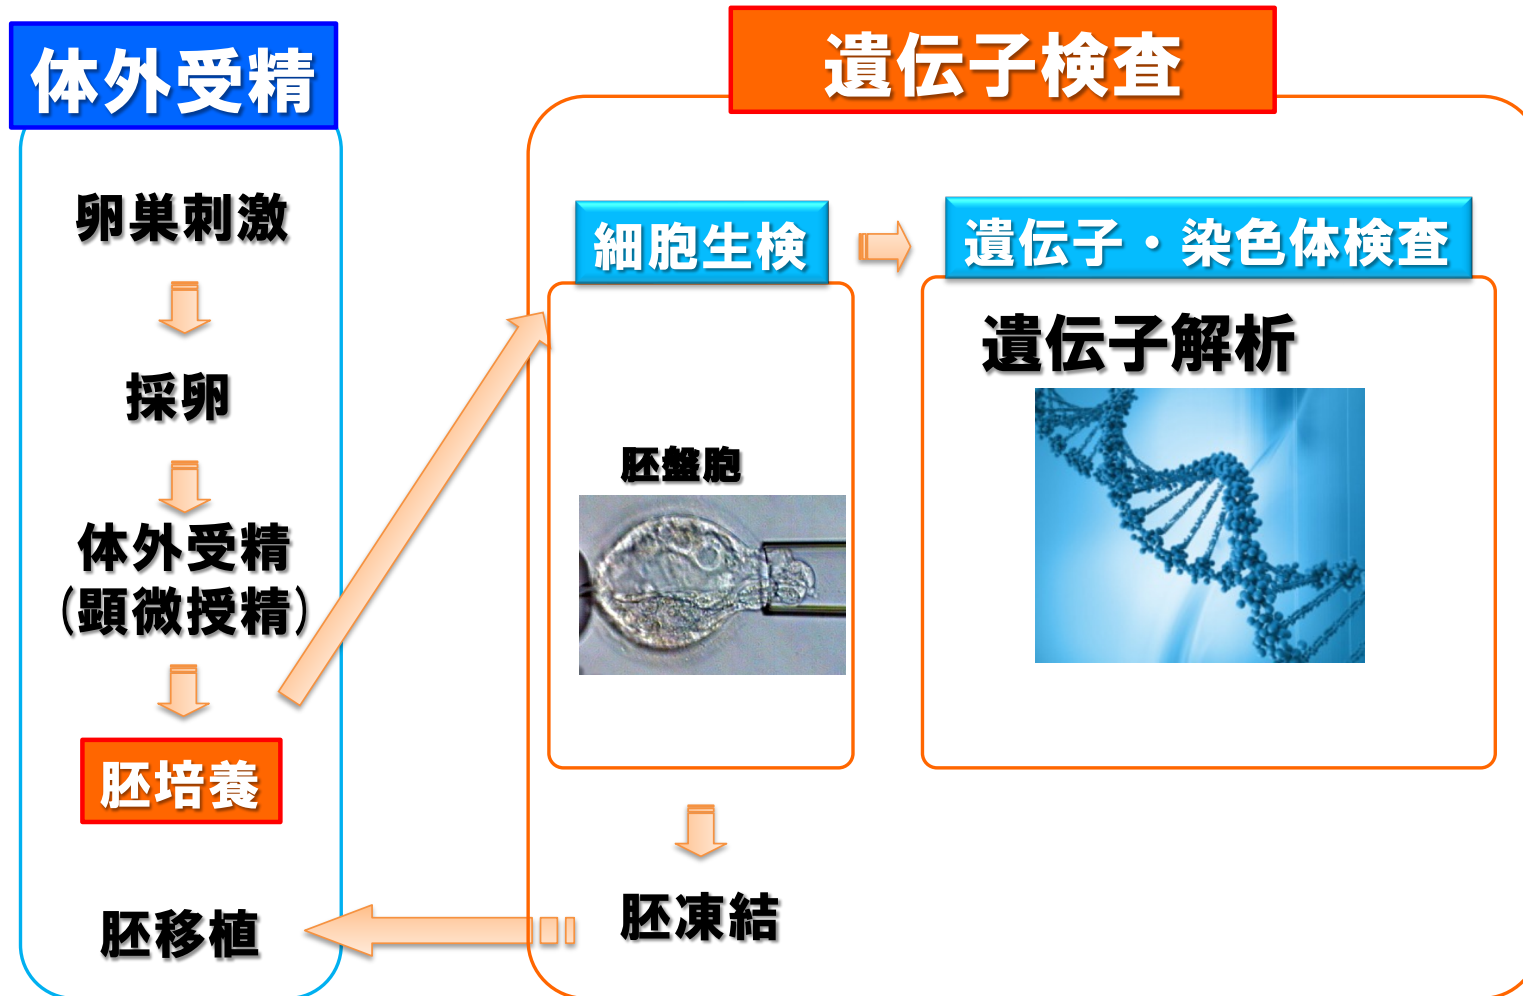 体外受精
卵巣刺激
採卵
体外受精
(顕微授精)
胚培養
胚移植
遺伝子検査
細胞生検
胚盤胞
胚凍結
遺伝子・染色体検査
遺伝子解析